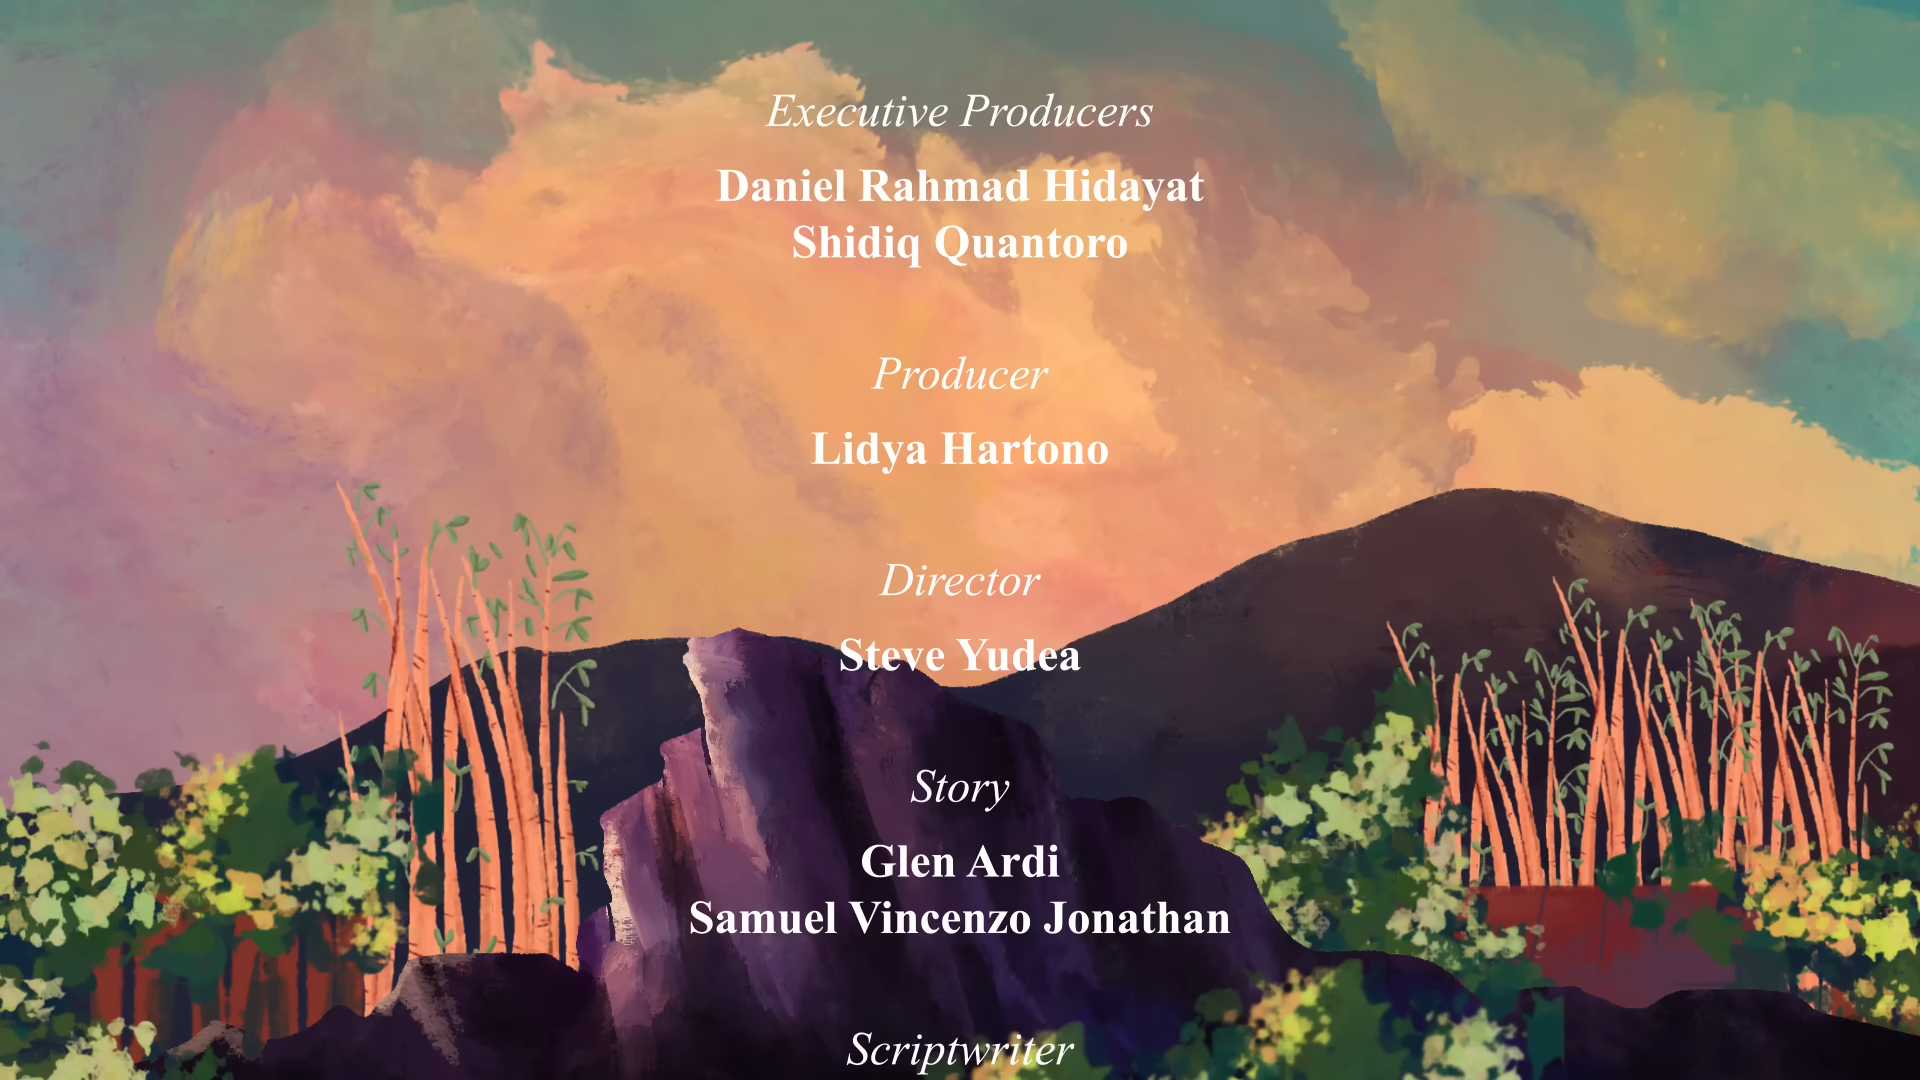 Executive Producers
Daniel Rahmad Hidayat
Shidiq Quantoro
Producer
Lidya Hartono
Director
Steve Yudea
Story
Glen Ardi
Samuel Vincenzo Jonathan
Scriptwriter